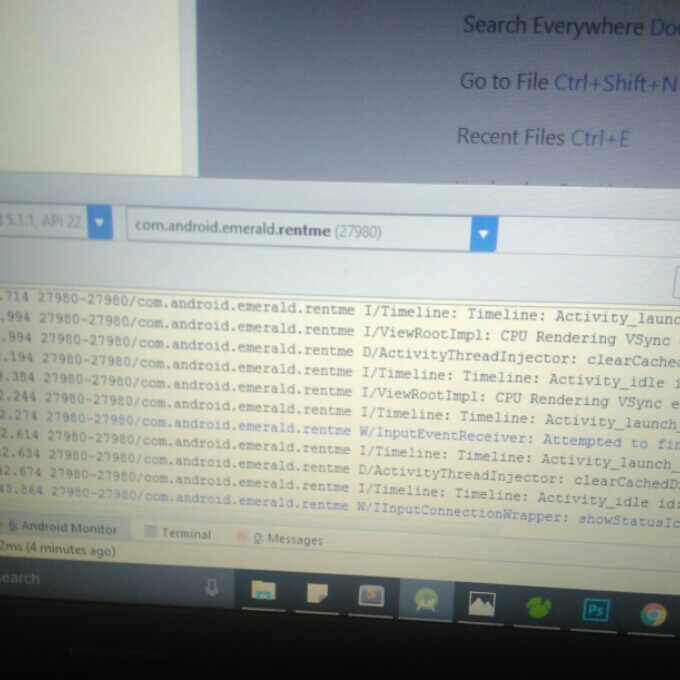 Search Everywhere Dou
Go to File Ctrl+Shift+N
Recent Files Ctrl+E
5.1.1, API 22
com.android.emerald.rentme (27980)
.714 27980-27980/com.android.emerald.rentme I/Timeline: Timeline: Activity_launc
.994 27980-27980/com.android.emerald.rentme I/ViewRootImpl: CPU Rendering VSync
.994 27980-27980/com.android.emerald.rentme D/ActivityThreadInjector: clearCached
.194 27980-27980/com.android.emerald.rentme I/Timeline: Timeline: Activity_idle i
.384 27980-27980/com.android.emerald.rentme I/ViewRootImpl: CPU Rendering VSync e
2.244 27980-27980/com.android.emerald.rentme I/Timeline: Timeline: Activity_launch_
2.274 27980-27980/com.android.emerald.rentme W/InputEventReceiver: Attempted to fin
2.614 27980-27980/com.android.emerald.rentme I/Timeline: Timeline: Activity_launch_
2.634 27980-27980/com.android.emerald.rentme D/ActivityThreadInjector: clearCachedD
42.674 27980-27980/com.android.emerald.rentme I/Timeline: Timeline: Activity_idle id:
43.864 27980-27980/com.android.emerald.rentme W/IInputConnectionWrapper: showStatusIc
6: Android Monitor Terminal 0: Messages
2ms (4 minutes ago)
earch
Ps